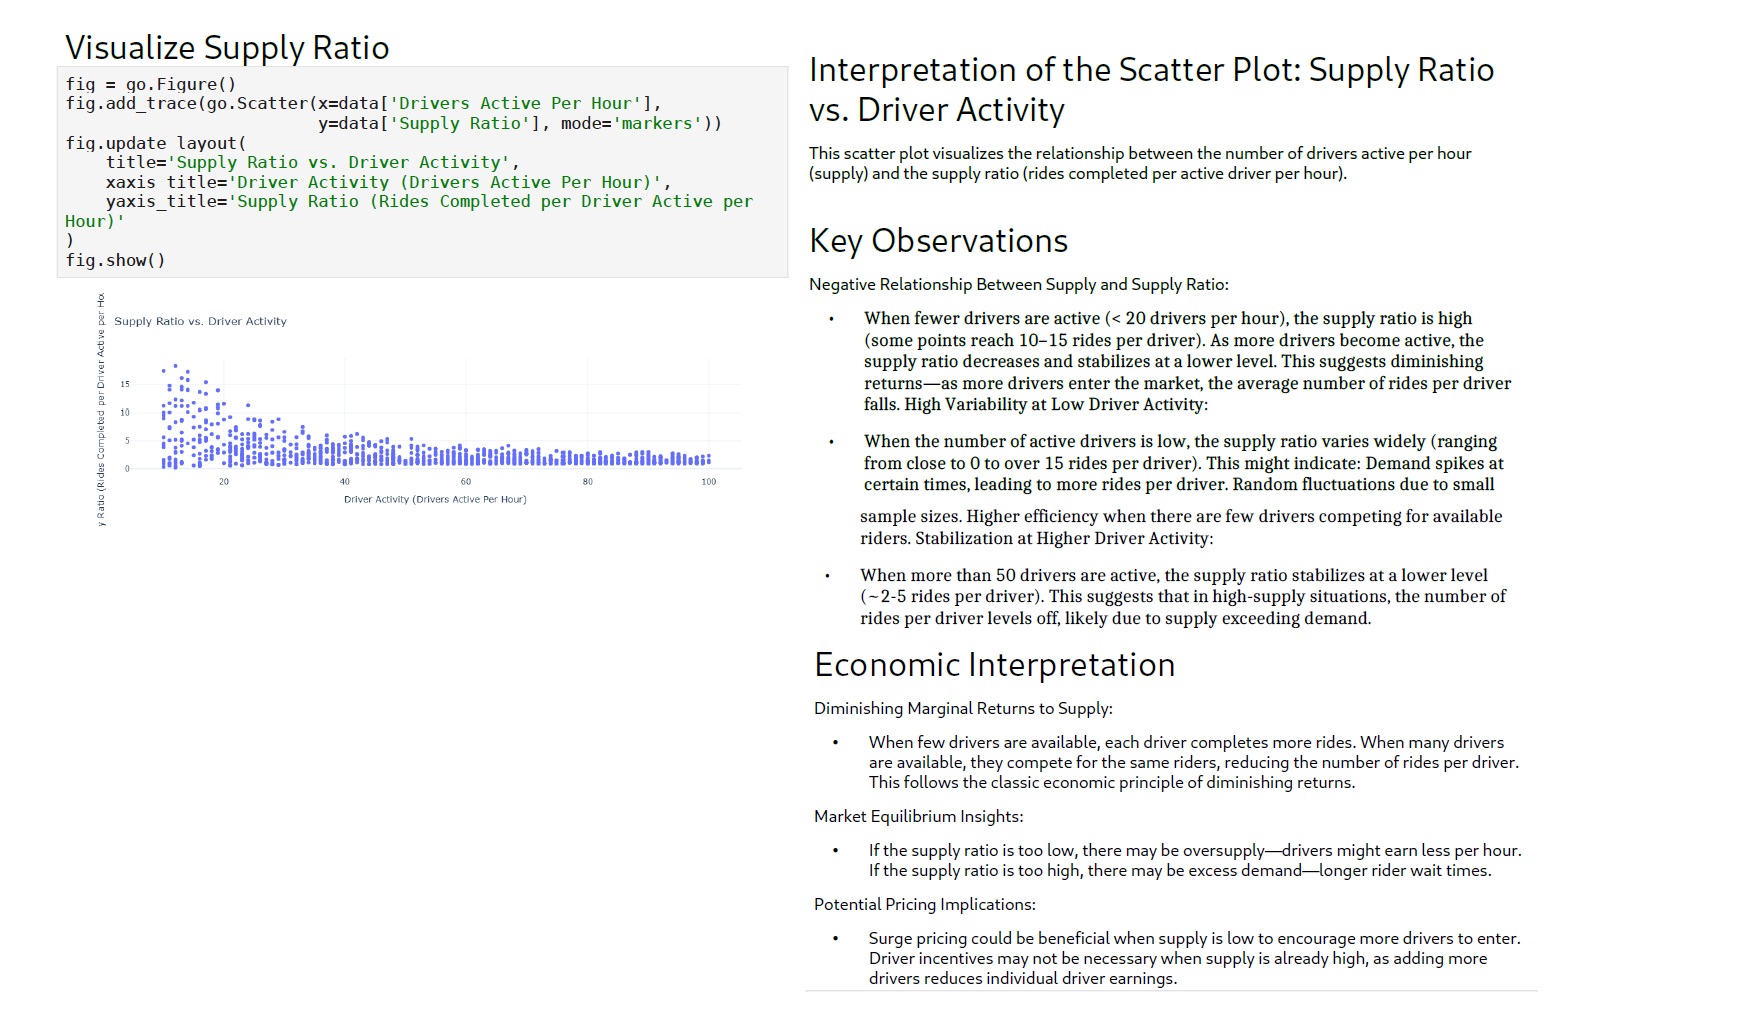 Visualize Supply Ratio
fig = go.Figure()
fig.add_trace(go.Scatter(x=data['Drivers Active Per Hour'],
                         y=data['Supply Ratio'], mode='markers'))
fig.update layout(
    title='Supply Ratio vs. Driver Activity',
    xaxis title='Driver Activity (Drivers Active Per Hour)',
    yaxis_title='Supply Ratio (Rides Completed per Driver Active per
Hour)'
)
fig.show()
y Ratio (Rides Completed per Driver Active per Ho
Supply Ratio vs. Driver Activity
15
10
5
0
20 40 60 80 100
Driver Activity (Drivers Active Per Hour)
Interpretation of the Scatter Plot: Supply Ratio
vs. Driver Activity
This scatter plot visualizes the relationship between the number of drivers active per hour
(supply) and the supply ratio (rides completed per active driver per hour).
Key Observations
Negative Relationship Between Supply and Supply Ratio:
• When fewer drivers are active (< 20 drivers per hour), the supply ratio is high
(some points reach 10–15 rides per driver). As more drivers become active, the
supply ratio decreases and stabilizes at a lower level. This suggests diminishing
returns—as more drivers enter the market, the average number of rides per driver
falls. High Variability at Low Driver Activity:
• When the number of active drivers is low, the supply ratio varies widely (ranging
from close to 0 to over 15 rides per driver). This might indicate: Demand spikes at
certain times, leading to more rides per driver. Random fluctuations due to small
sample sizes. Higher efficiency when there are few drivers competing for available
riders. Stabilization at Higher Driver Activity:
• When more than 50 drivers are active, the supply ratio stabilizes at a lower level
(~2-5 rides per driver). This suggests that in high-supply situations, the number of
rides per driver levels off, likely due to supply exceeding demand.
Economic Interpretation
Diminishing Marginal Returns to Supply:
• When few drivers are available, each driver completes more rides. When many drivers
are available, they compete for the same riders, reducing the number of rides per driver.
This follows the classic economic principle of diminishing returns.
Market Equilibrium Insights:
• If the supply ratio is too low, there may be oversupply—drivers might earn less per hour.
If the supply ratio is too high, there may be excess demand—longer rider wait times.
Potential Pricing Implications:
• Surge pricing could be beneficial when supply is low to encourage more drivers to enter.
Driver incentives may not be necessary when supply is already high, as adding more
drivers reduces individual driver earnings.